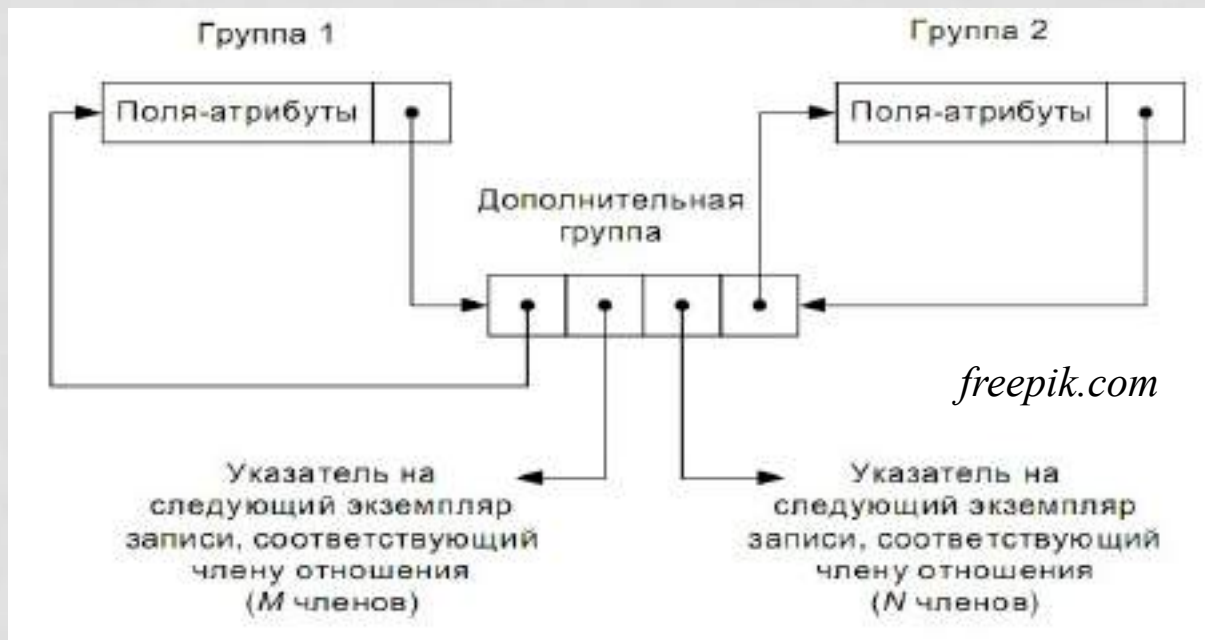 Группа 1
Группа 2
Поля-атрибуты
Поля-атрибуты
Дополнительная
группа
freepik.com
Указатель на
следующий экземпляр
записи, соответствующий
члену отношения
(M членов)
Указатель на
следующий экземпляр
записи, соответствующий
члену отношения
(N членов)